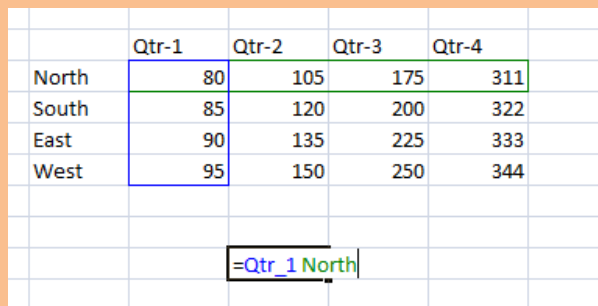 Qtr-1 Qtr-2 Qtr-3 Qtr-4
North 80 105 175 311
South 85 120 200 322
East 90 135 225 333
West 95 150 250 344
=Qtr_1 North